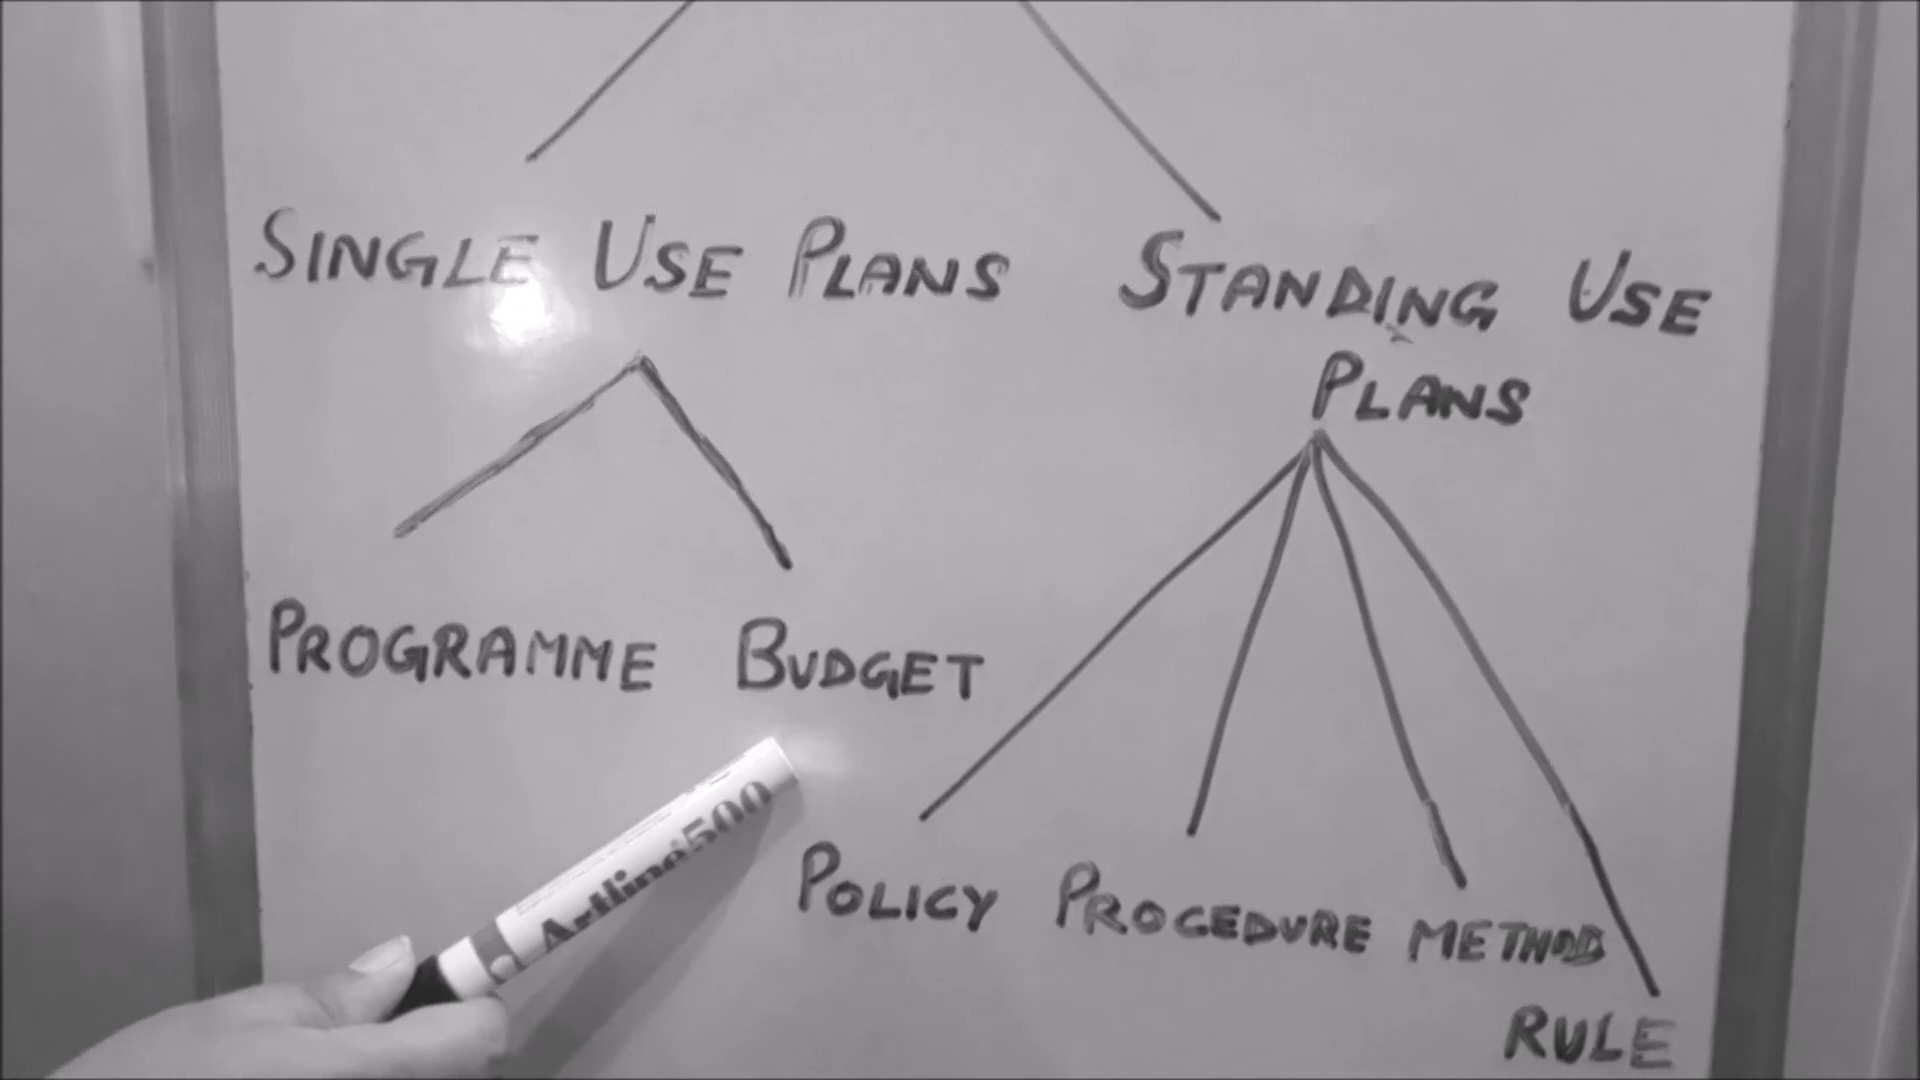 SINGLE USE PLANS
STANDING USE
PLANS
PROGRAMME BUDGET
POLICY PROCEDURE METHOD
RULE
Artline 500